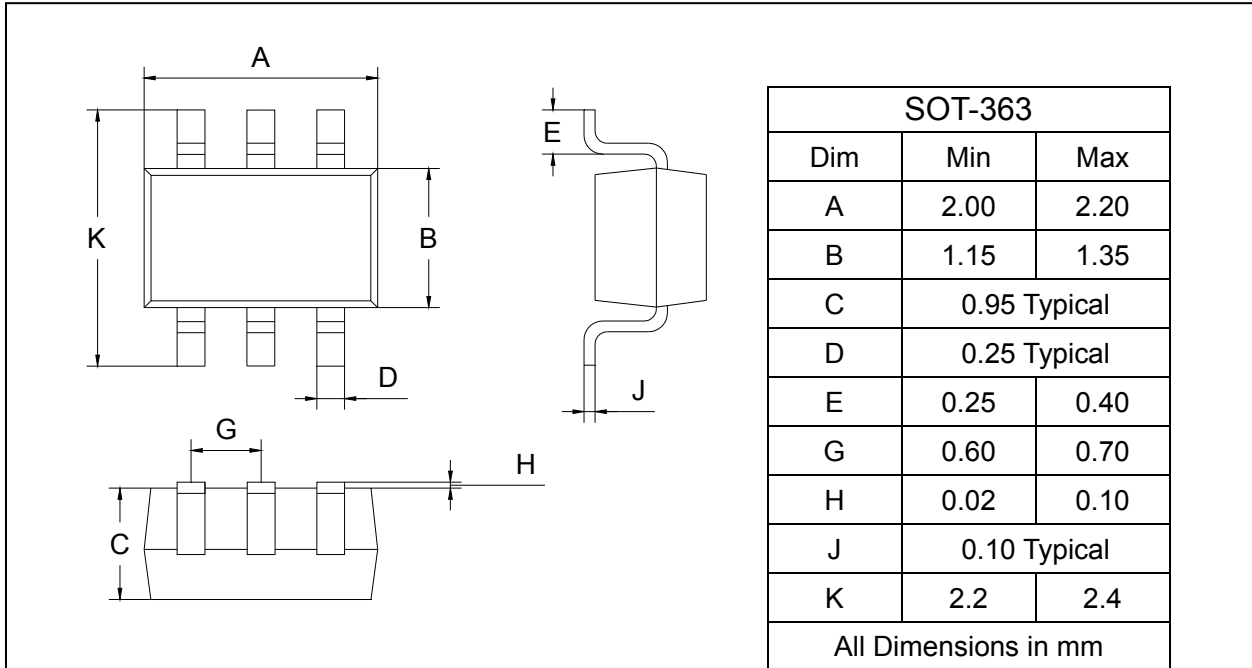 A
K
B
D
E
J
G
H
C
SOT-363
Dim Min Max
A 2.00 2.20
B 1.15 1.35
C 0.95 Typical
D 0.25 Typical
E 0.25 0.40
G 0.60 0.70
H 0.02 0.10
J 0.10 Typical
K 2.2 2.4
All Dimensions in mm